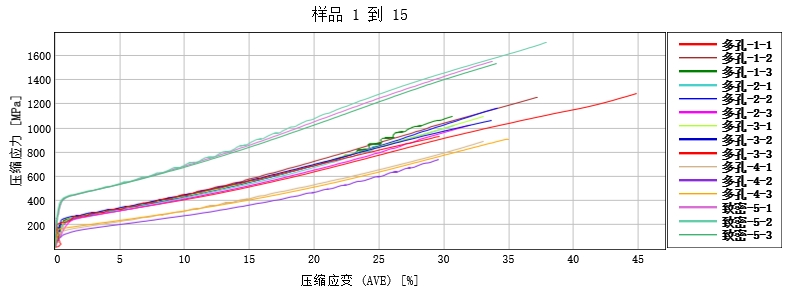 样品 1 到 15
压缩应力 [MPa]
1600
1400
1200
1000
800
600
400
200
0
0 5 10 15 20 25 30 35 40 45
压缩应变 (AVE) [%]
多孔-1-1
多孔-1-2
多孔-1-3
多孔-2-1
多孔-2-2
多孔-2-3
多孔-3-1
多孔-3-2
多孔-3-3
多孔-4-1
多孔-4-2
多孔-4-3
致密-5-1
致密-5-2
致密-5-3